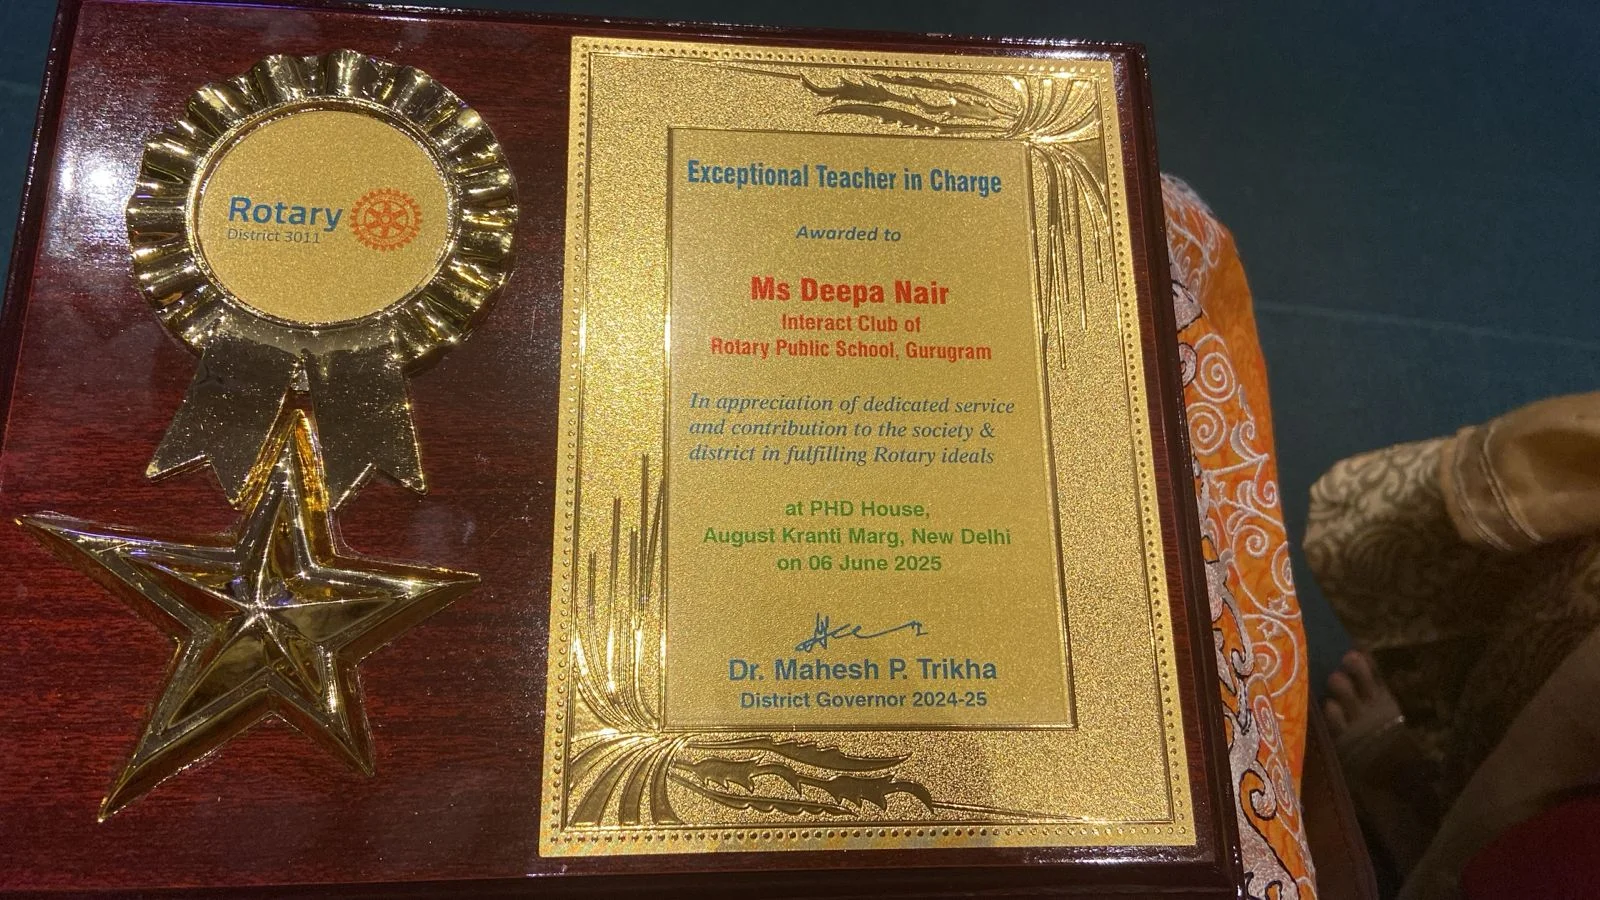 Rotary
District 3011
Exceptional Teacher in Charge
Awarded to
Ms Deepa Nair
Interact Club of
Rotary Public School, Gurugram
In appreciation of dedicated service
and contribution to the society &
district in fulfilling Rotary ideals
at PHD House,
August Kranti Marg, New Delhi
on 06 June 2025
Dr. Mahesh P. Trikha
District Governor 2024-25